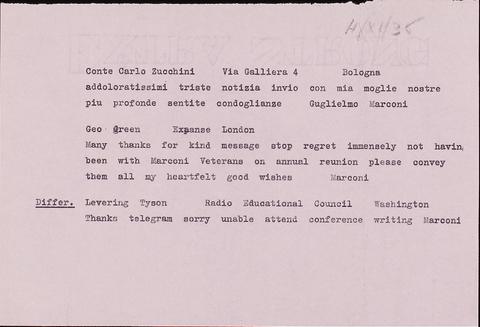 4/XI/35
Conte Carlo Zucchini Via Galliera 4 Bologna
addoloratissimi triste notizia invio con mia moglie nostre
piu profonde sentite condoglianze Guglielmo Marconi
Geo Green Expanse London
Many thanks for kind message stop regret immensely not havin
been with Marconi Veterans on annual reunion please convey
them all my heartfelt good wishes Marconi
Differ. Levering Tyson Radio Educational Council Washington
Thanks telegram sorry unable attend conference writing Marconi